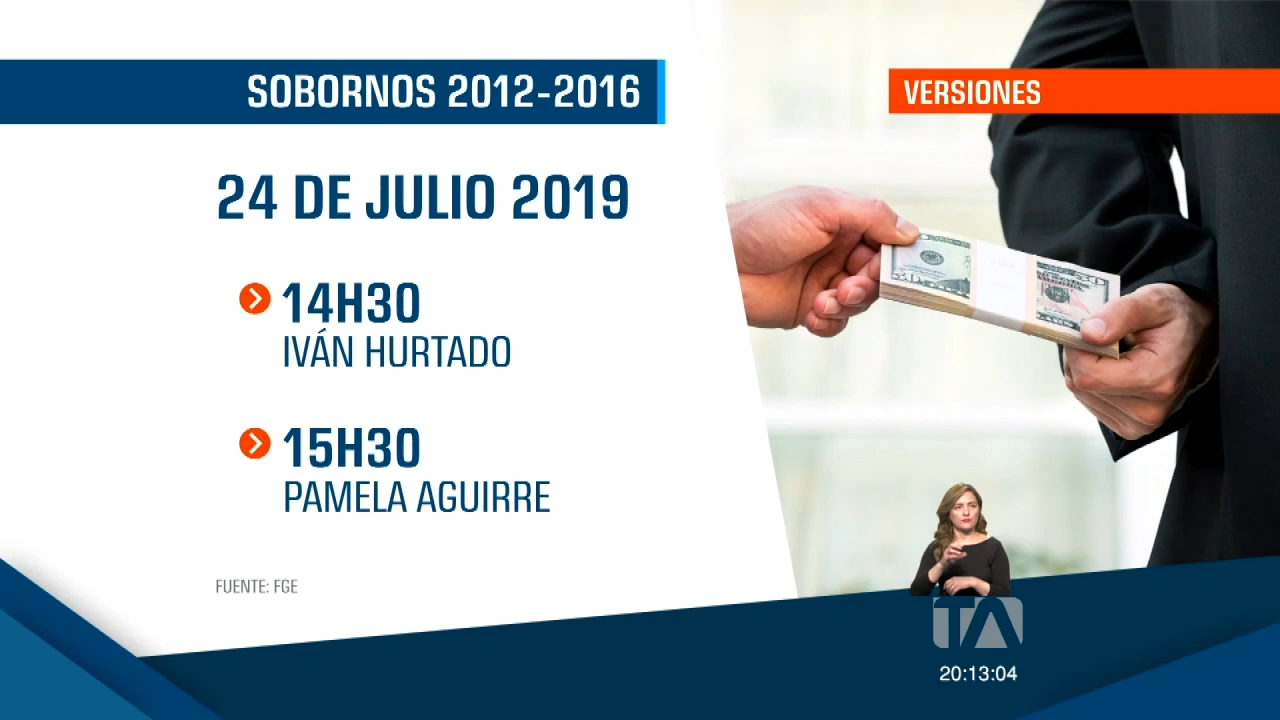 SOBORNOS 2012-2016
VERSIONES
24 DE JULIO 2019
14H30
IVÁN HURTADO
15H30
PAMELA AGUIRRE
FUENTE: FGE
TA
20:13:04